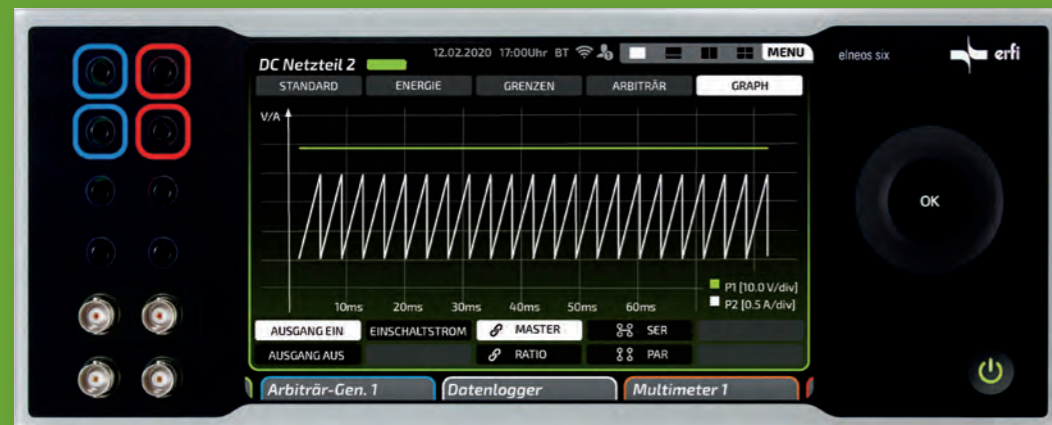 elneos six
erfi
DC Netzteil 2
12.02.2020 17:00Uhr BT
MENU
STANDARD ENERGIE GRENZEN ARBITRÄR GRAPH
V/A
OK
10ms 20ms 30ms 40ms 50ms 60ms
P1 [10.0 V/div]
P2 [0.5 A/div]
AUSGANG EIN EINSCHALTSTROM MASTER SER
AUSGANG AUS RATIO PAR
Arbiträr-Gen. 1 Datenlogger Multimeter 1